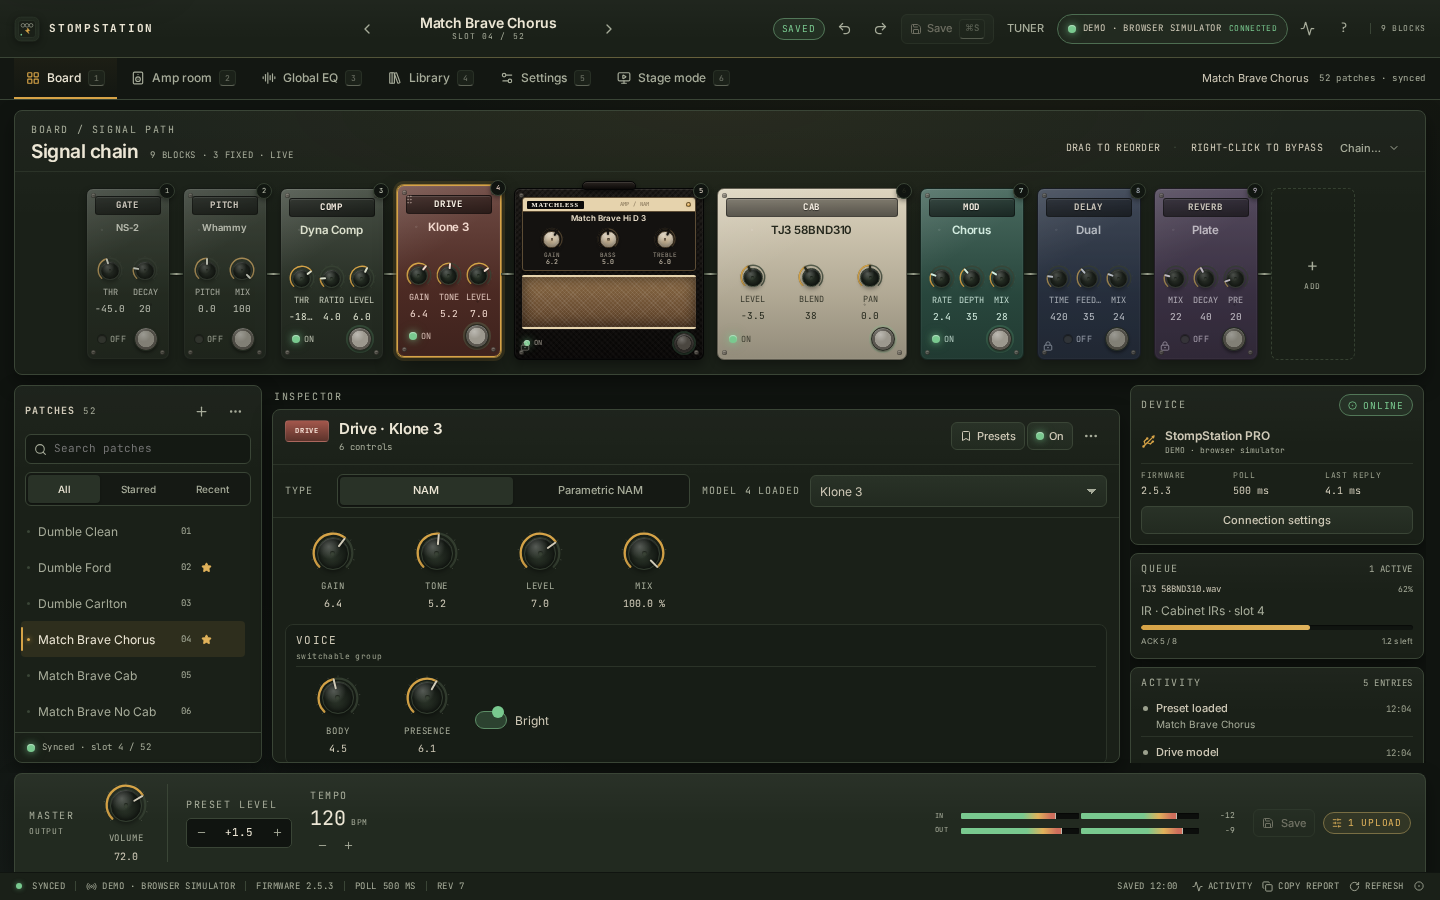 STOMPSTATION
Match Brave Chorus
SLOT 04 / 52
SAVED
Save ⌘S
TUNER
DEMO · BROWSER SIMULATOR CONNECTED
?
9 BLOCKS
Board 1
Amp room 2
Global EQ 3
Library 4
Settings 5
Stage mode 6
Match Brave Chorus 52 patches · synced
BOARD / SIGNAL PATH
Signal chain 9 BLOCKS · 3 FIXED · LIVE
DRAG TO REORDER · RIGHT-CLICK TO BYPASS Chain…
GATE 1
NS-2
THR DECAY
-45.0 20
OFF
PITCH 2
Whammy
PITCH MIX
0.0 100
OFF
COMP 3
Dyna Comp
THR RATIO LEVEL
-18… 4.0 6.0
ON
DRIVE 4
Klone 3
GAIN TONE LEVEL
6.4 5.2 7.0
ON
5
MATCHLESS AMP / NAM
Match Brave Hi D 3
GAIN BASS TREBLE
6.2 5.0 6.0
ON
CAB
TJ3 58BND310
LEVEL BLEND PAN
-3.5 38 0.0
ON
MOD 7
Chorus
RATE DEPTH MIX
2.4 35 28
ON
DELAY 8
Dual
TIME FEED… MIX
420 35 24
OFF
REVERB 9
Plate
MIX DECAY PRE
22 40 20
OFF
+
ADD
PATCHES 52
Search patches
All Starred Recent
Dumble Clean 01
Dumble Ford 02
Dumble Carlton 03
Match Brave Chorus 04
Match Brave Cab 05
Match Brave No Cab 06
Synced · slot 4 / 52
INSPECTOR
DRIVE
Drive · Klone 3
6 controls
Presets
On
TYPE
NAM
Parametric NAM
MODEL 4 LOADED
Klone 3
GAIN TONE LEVEL MIX
6.4 5.2 7.0 100.0 %
VOICE
switchable group
BODY PRESENCE
4.5 6.1
Bright
DEVICE
ONLINE
StompStation PRO
DEMO · browser simulator
FIRMWARE POLL LAST REPLY
2.5.3 500 ms 4.1 ms
Connection settings
QUEUE 1 ACTIVE
TJ3 58BND310.wav 62%
IR · Cabinet IRs · slot 4
ACK 5 / 8 1.2 s left
ACTIVITY 5 ENTRIES
Preset loaded 12:04
Match Brave Chorus
Drive model 12:04
MASTER
OUTPUT
VOLUME
72.0
PRESET LEVEL
− +1.5 +
TEMPO
120 BPM
− +
IN -12
OUT -9
Save
1 UPLOAD
SYNCED
DEMO · BROWSER SIMULATOR
FIRMWARE 2.5.3
POLL 500 MS
REV 7
SAVED 12:00
ACTIVITY
COPY REPORT
REFRESH